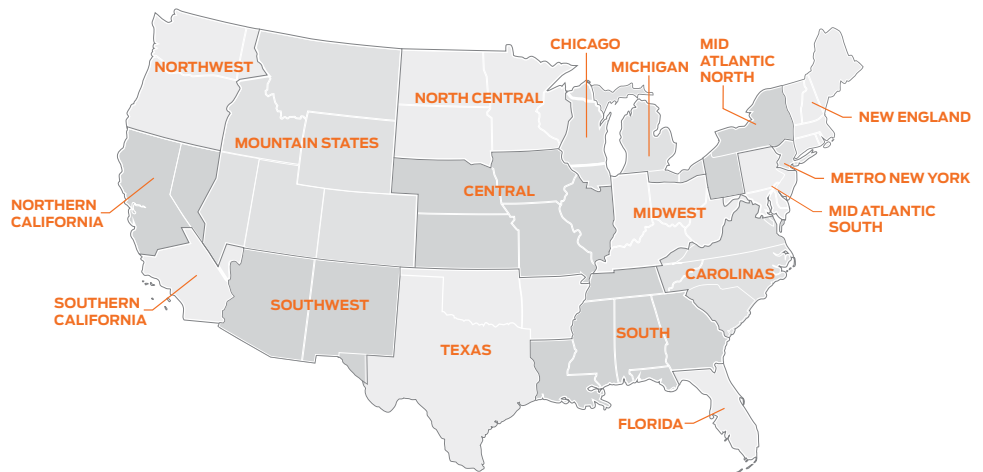 CHICAGO
MID
ATLANTIC
NORTH
MICHIGAN
NORTHWEST
NORTH CENTRAL
NEW ENGLAND
MOUNTAIN STATES
METRO NEW YORK
CENTRAL
NORTHERN
CALIFORNIA
MIDWEST
MID ATLANTIC
SOUTH
CAROLINAS
SOUTHERN
CALIFORNIA
SOUTHWEST
SOUTH
TEXAS
FLORIDA